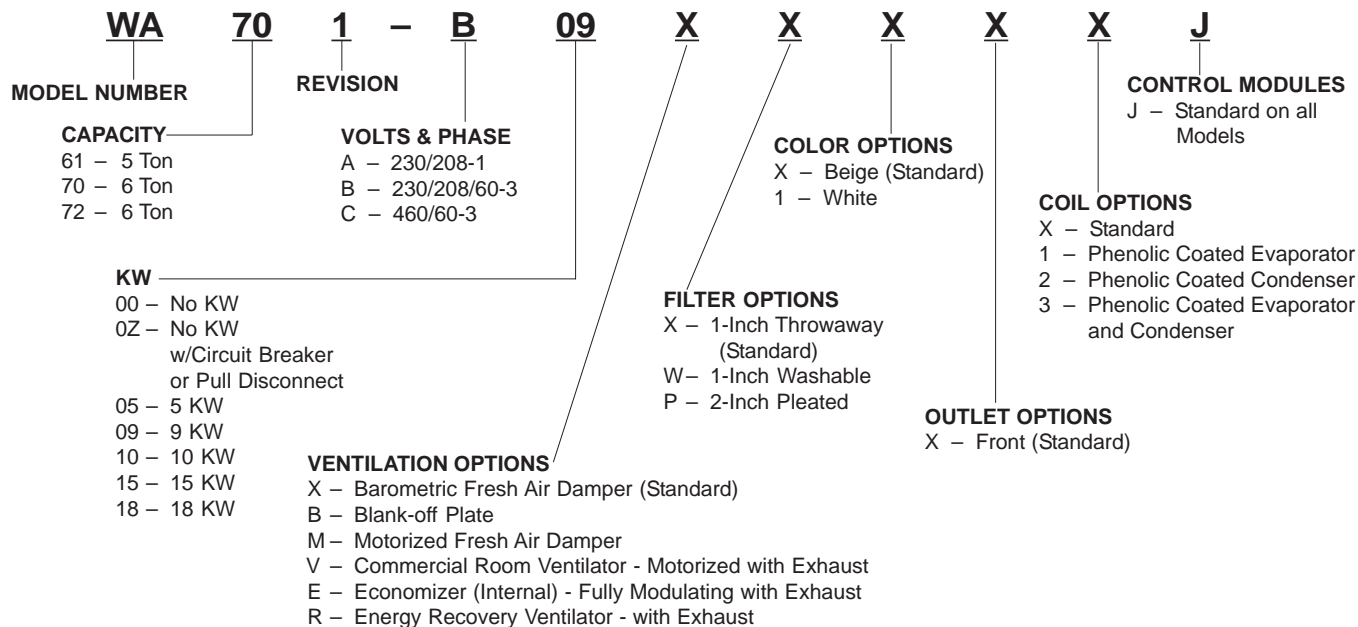 WA 70 1 – B 09 X X X X X J
MODEL NUMBER
REVISION
CAPACITY
61 – 5 Ton
70 – 6 Ton
72 – 6 Ton
VOLTS & PHASE
A – 230/208-1
B – 230/208/60-3
C – 460/60-3
COLOR OPTIONS
X – Beige (Standard)
1 – White
CONTROL MODULES
J – Standard on all
Models
COIL OPTIONS
X – Standard
1 – Phenolic Coated Evaporator
2 – Phenolic Coated Condenser
3 – Phenolic Coated Evaporator
and Condenser
KW
00 – No KW
0Z – No KW
w/Circuit Breaker
or Pull Disconnect
05 – 5 KW
09 – 9 KW
10 – 10 KW
15 – 15 KW
18 – 18 KW
FILTER OPTIONS
X – 1-Inch Throwaway
(Standard)
W – 1-Inch Washable
P – 2-Inch Pleated
OUTLET OPTIONS
X – Front (Standard)
VENTILATION OPTIONS
X – Barometric Fresh Air Damper (Standard)
B – Blank-off Plate
M – Motorized Fresh Air Damper
V – Commercial Room Ventilator - Motorized with Exhaust
E – Economizer (Internal) - Fully Modulating with Exhaust
R – Energy Recovery Ventilator - with Exhaust